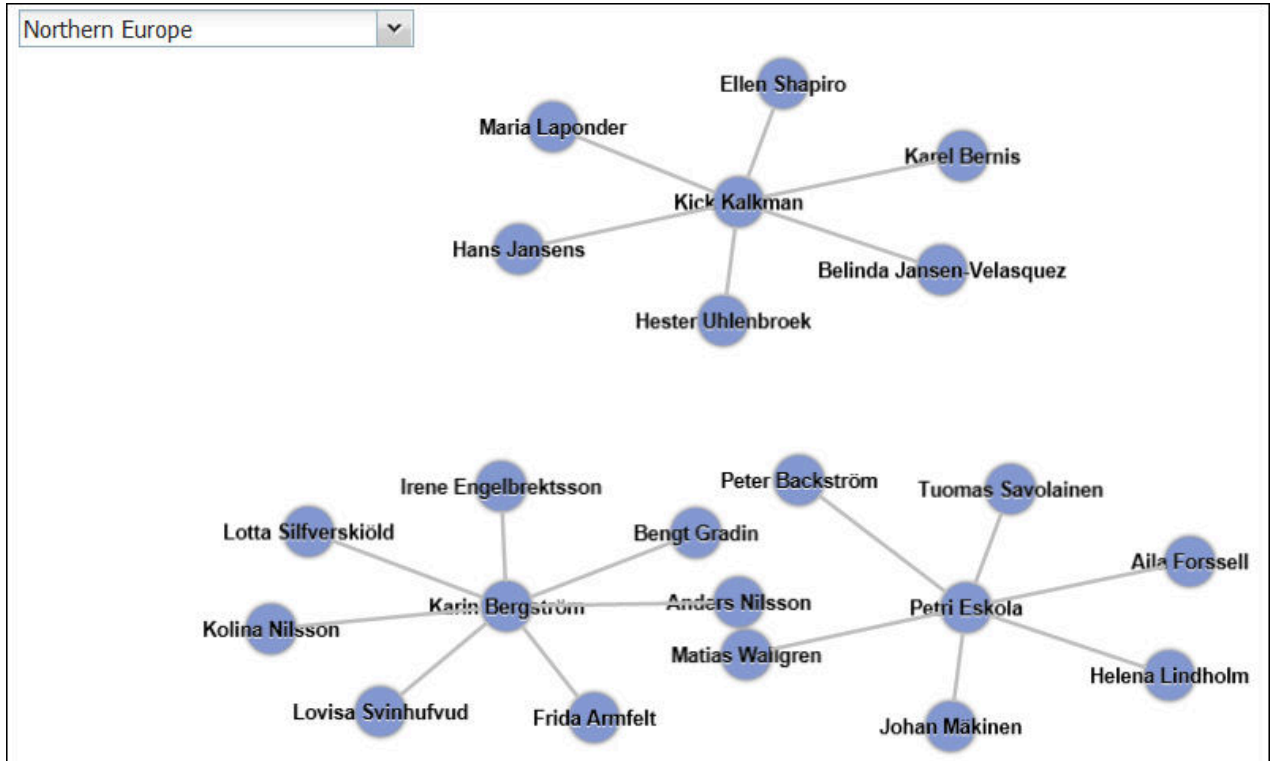 Northern Europe
Ellen Shapiro
Maria Laponder
Karel Bernis
Kick Kalkman
Hans Jansens
Belinda Jansen-Velasquez
Hester Uhlenbroek
Irene Engelbrektsson
Peter Backström
Tuomas Savolainen
Lotta Silfverskiöld
Bengt Gradin
Aila Forssell
Karin Bergström
Anders Nilsson
Petri Eskola
Kolina Nilsson
Matias Wallgren
Helena Lindholm
Lovisa Svinhufvud
Frida Armfelt
Johan Mäkinen